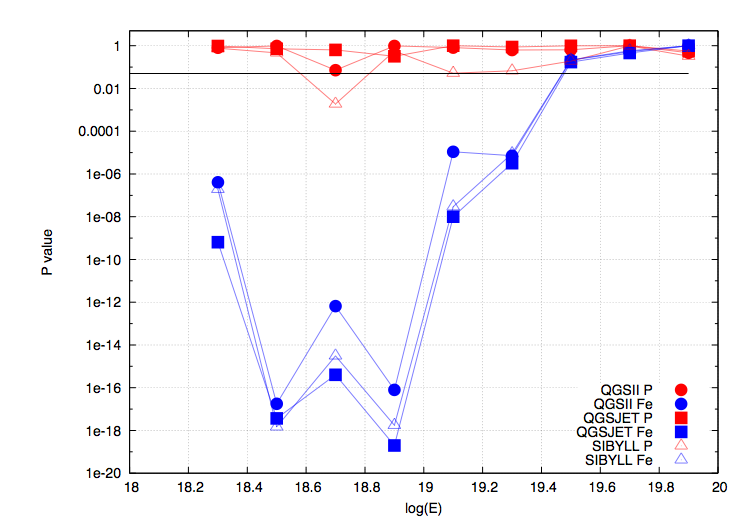 1
0.01
0.0001
1e-06
1e-08
1e-10
1e-12
1e-14
1e-16
1e-18
1e-20
P value
18
18.2
18.4
18.6
18.8
19
19.2
19.4
19.6
19.8
20
log(E)
QGSII P
QGSII Fe
QGSJET P
QGSJET Fe
SIBYLL P
SIBYLL Fe